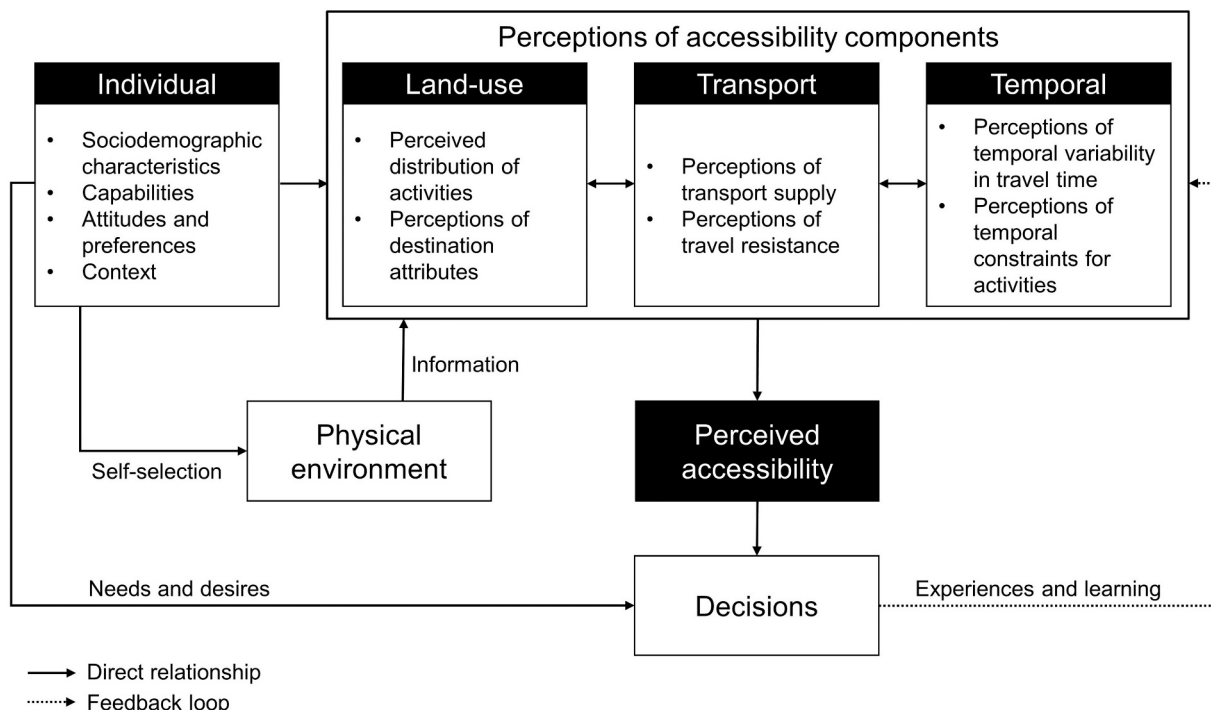 Perceptions of accessibility components
Individual
• Sociodemographic
characteristics
• Capabilities
• Attitudes and
preferences
• Context
Land-use
• Perceived
distribution of
activities
• Perceptions of
destination
attributes
Transport
• Perceptions of
transport supply
• Perceptions of
travel resistance
Temporal
• Perceptions of
temporal variability
in travel time
• Perceptions of
temporal
constraints for
activities
Information
Physical
environment
Self-selection
Perceived
accessibility
Needs and desires
Decisions
Experiences and learning
Direct relationship
Feedback loop